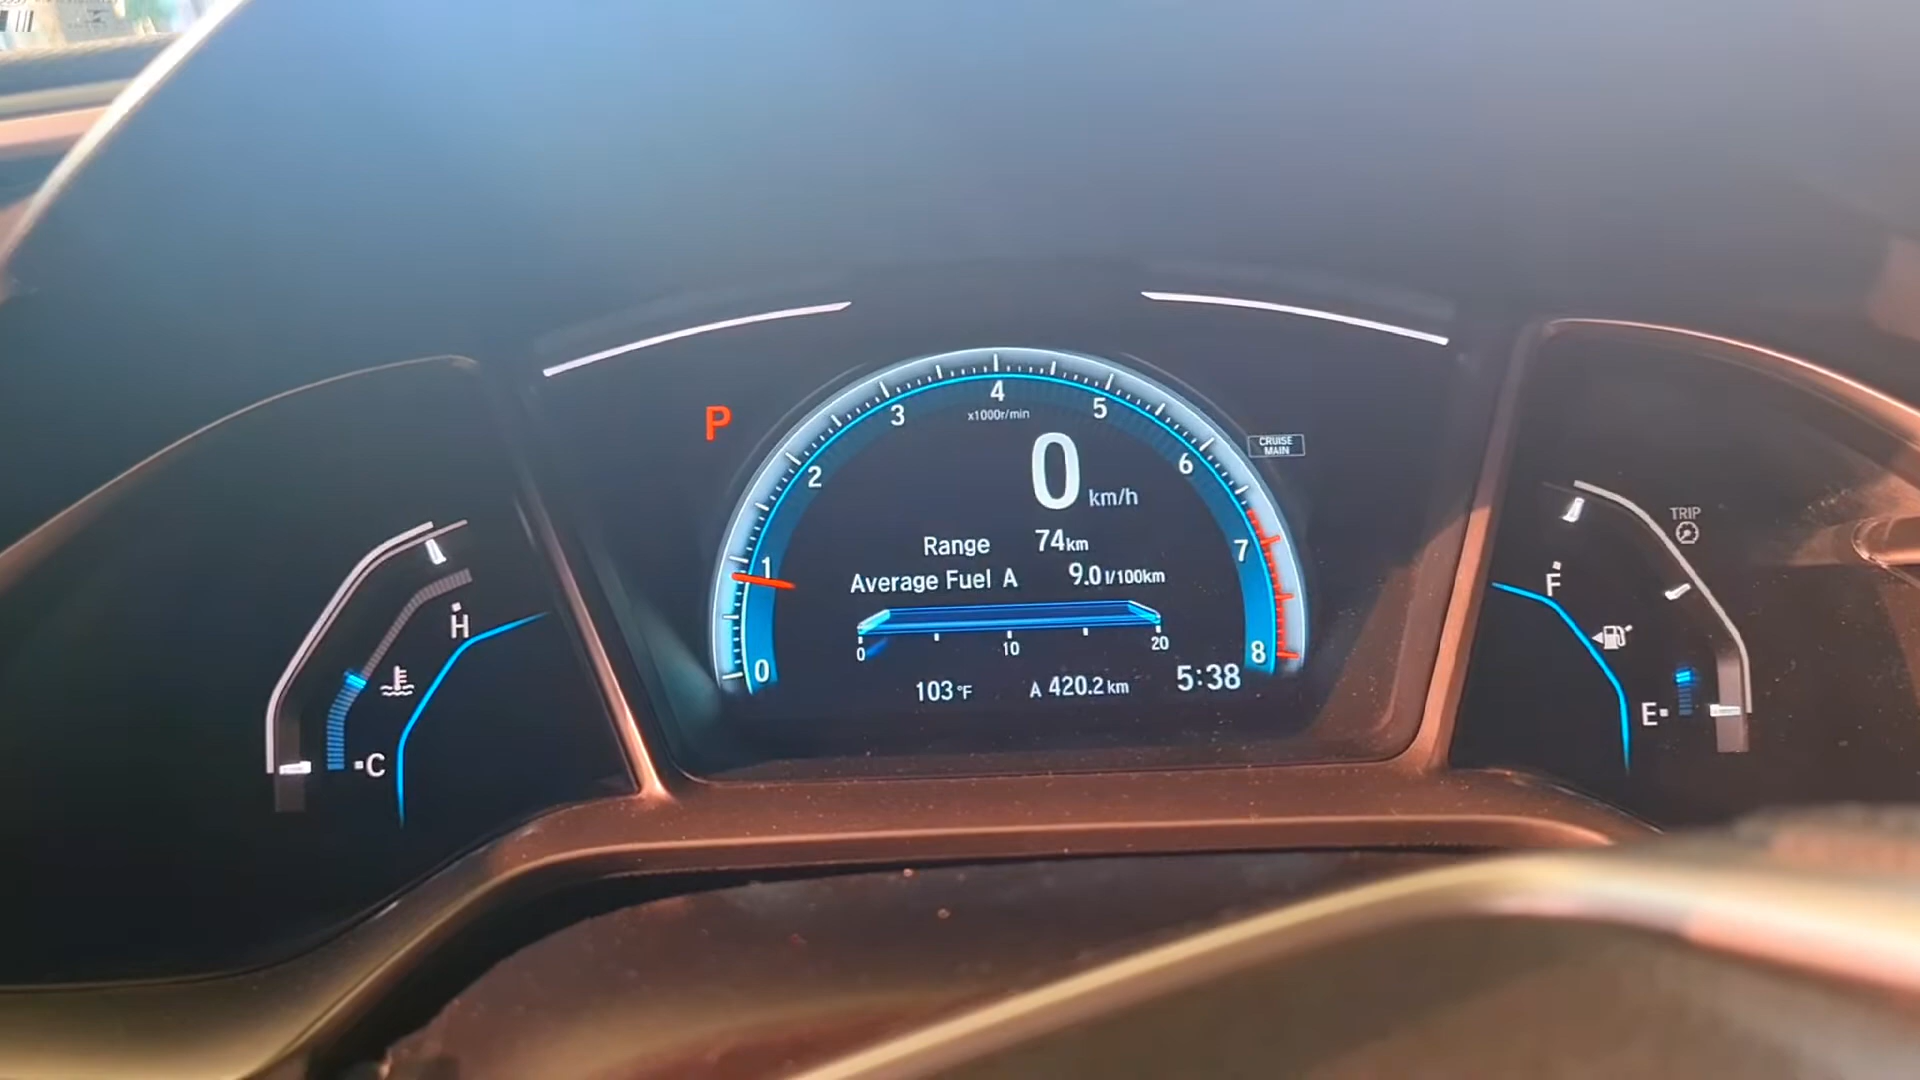 P
4
3
5
x1000r/min
CRUISE
MAIN
2
6
0 km/h
TRIP
Range 74km
1
7
Average Fuel A 9.0 l/100km
F
H
0 10 20
0
8
5:38
103°F A 420.2 km
E
C